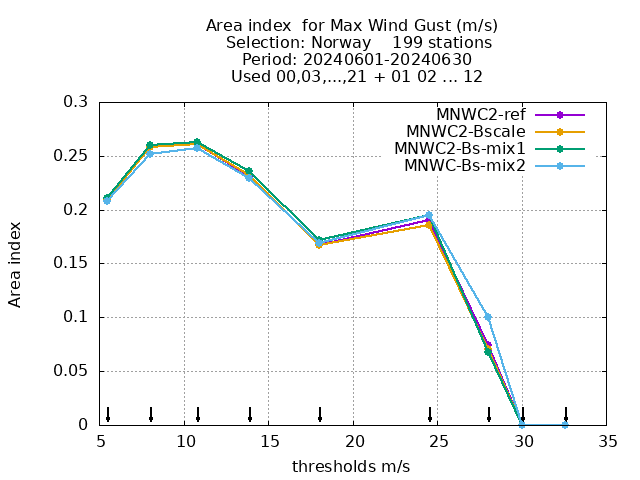 Area index  for Max Wind Gust (m/s)
Selection: Norway    199 stations
Period: 20240601-20240630
Used 00,03,...,21 + 01 02 ... 12
MNWC2-ref
MNWC2-Bscale
MNWC2-Bs-mix1
MNWC-Bs-mix2
0.3
0.25
0.2
0.15
0.1
0.05
0
Area index
5 10 15 20 25 30 35
thresholds m/s